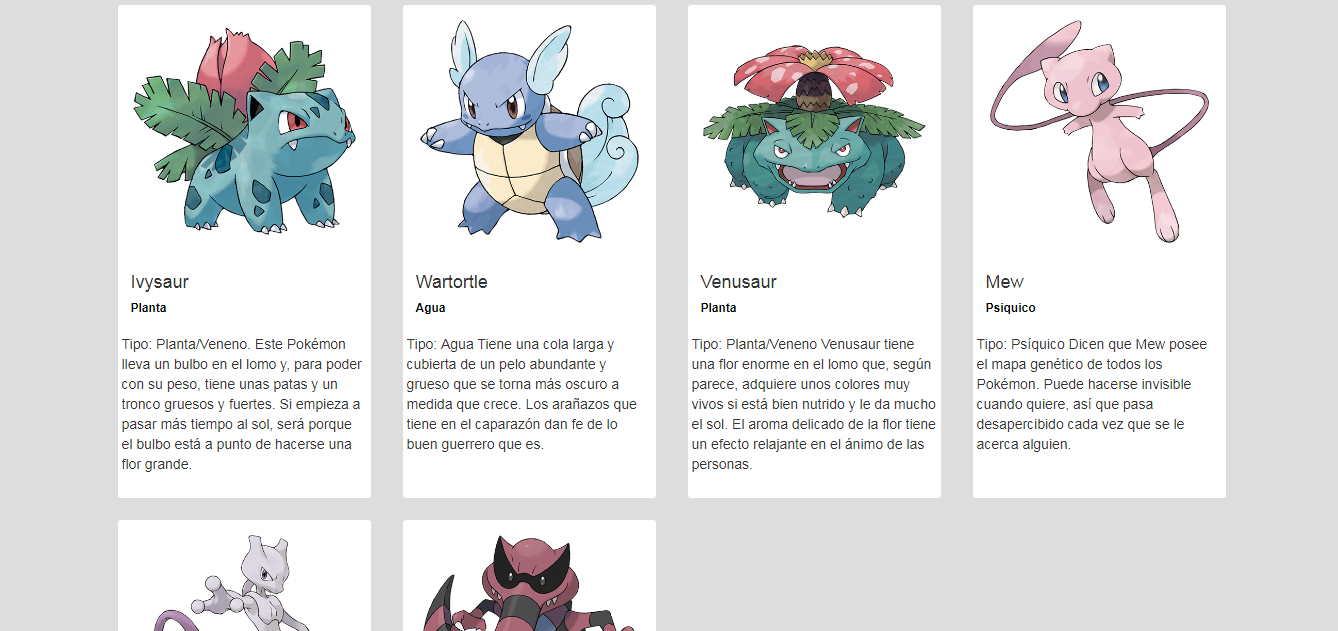 Ivysaur
Planta
Tipo: Planta/Veneno. Este Pokémon
lleva un bulbo en el lomo y, para poder
con su peso, tiene unas patas y un
tronco gruesos y fuertes. Si empieza a
pasar más tiempo al sol, será porque
el bulbo está a punto de hacerse una
flor grande.
Wartortle
Agua
Tipo: Agua Tiene una cola larga y
cubierta de un pelo abundante y
grueso que se torna más oscuro a
medida que crece. Los arañazos que
tiene en el caparazón dan fe de lo
buen guerrero que es.
Venusaur
Planta
Tipo: Planta/Veneno Venusaur tiene
una flor enorme en el lomo que, según
parece, adquiere unos colores muy
vivos si está bien nutrido y le da mucho
el sol. El aroma delicado de la flor tiene
un efecto relajante en el ánimo de las
personas.
Mew
Psiquico
Tipo: Psíquico Dicen que Mew posee
el mapa genético de todos los
Pokémon. Puede hacerse invisible
cuando quiere, así que pasa
desapercibido cada vez que se le
acerca alguien.